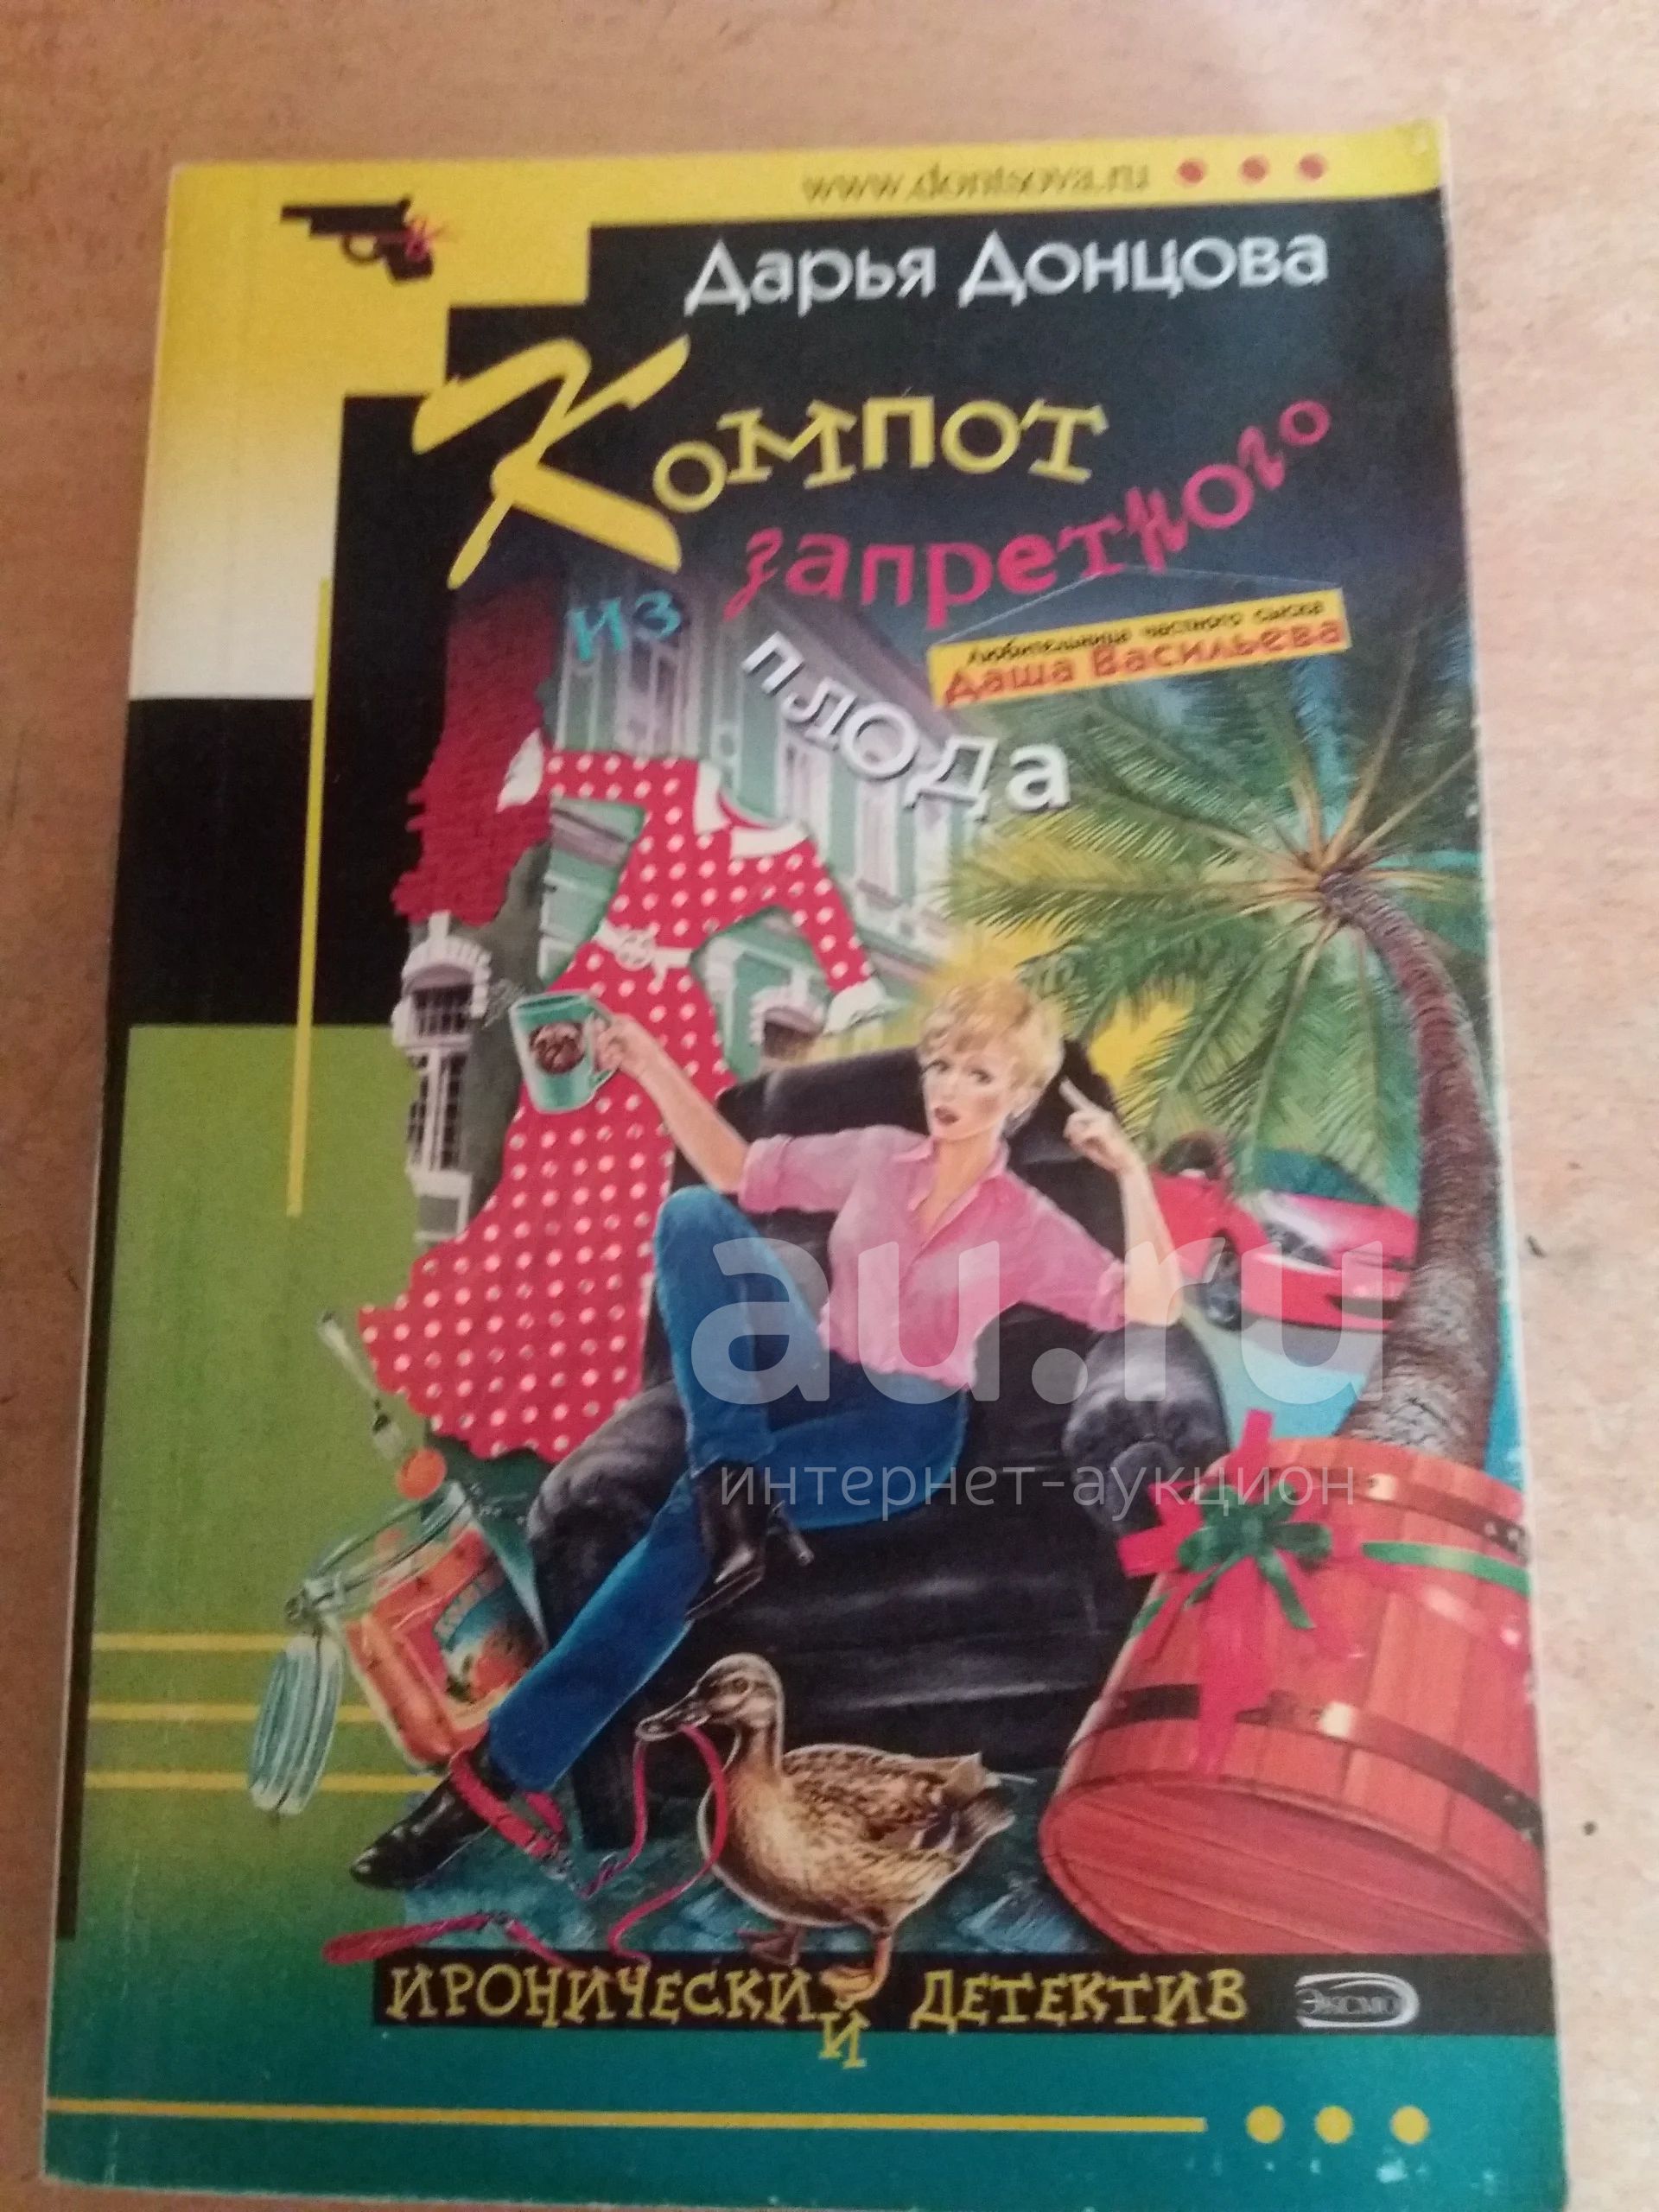 www.dontsova.ru
Дарья Донцова
Компот
из запретного
плода
любительница частного сыска
Даша Васильева
au.ru
интернет-аукцион
ИРОНИЧЕСКИЙ ДЕТЕКТИВ
ЭКСМО